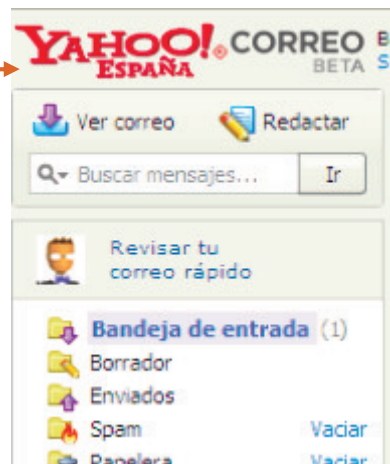 YAHOO! CORREO B
ESPAÑA BETA S
Ver correo Redactar
Buscar mensajes... Ir
Revisar tu
correo rápido
Bandeja de entrada (1)
Borrador
Enviados
Spam Vaciar
Papelera Vaciar